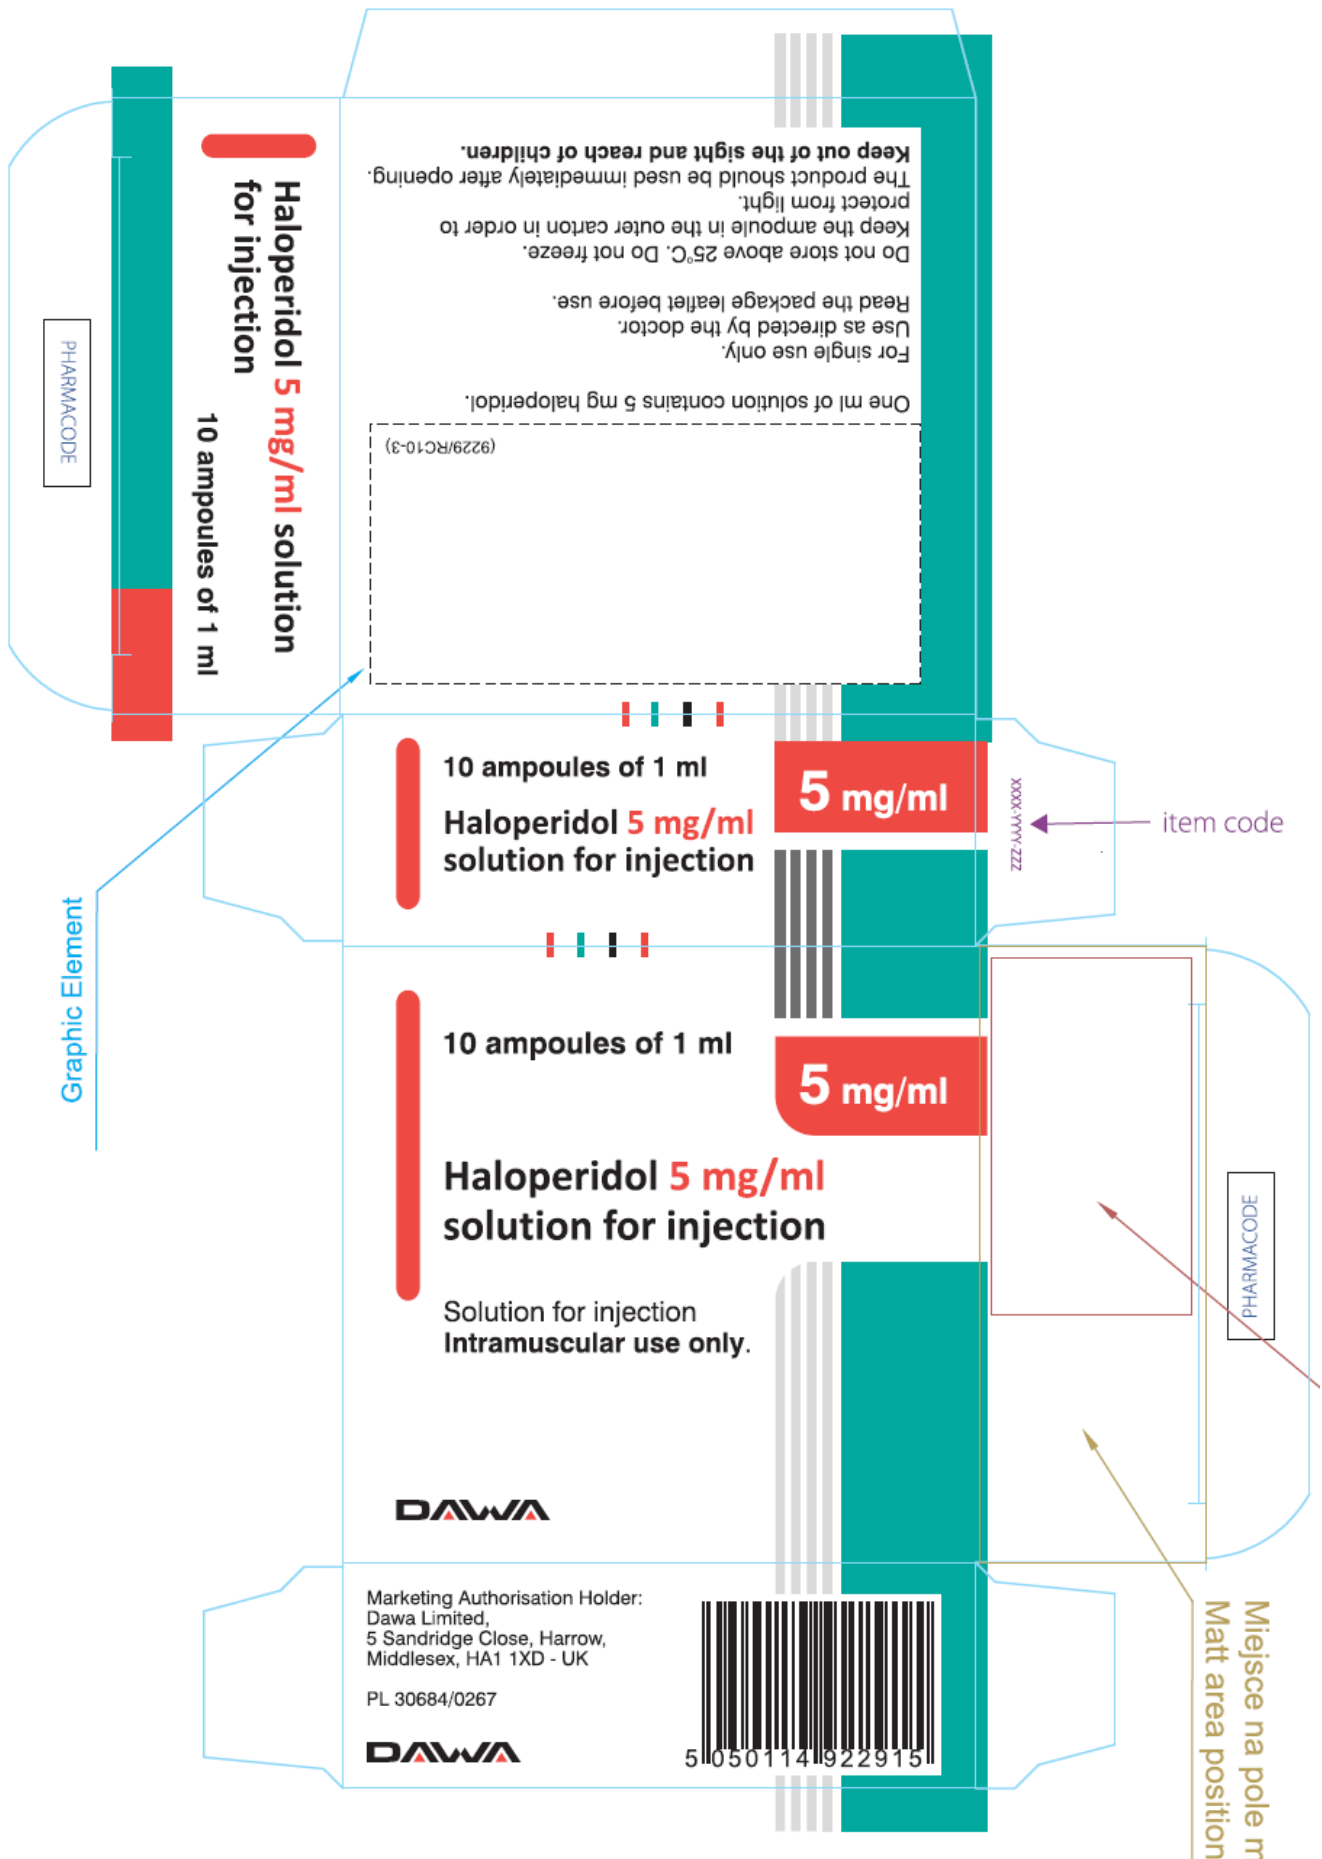 Keep out of the sight and reach of children.
The product should be used immediately after opening.
protect from light.
Keep the ampoule in the outer carton in order to
Do not store above 25°C. Do not freeze.
Read the package leaflet before use.
Use as directed by the doctor.
For single use only.
One ml of solution contains 5 mg haloperidol.
(9229/RC10-3)
Haloperidol 5 mg/ml solution
for injection
10 ampoules of 1 ml
PHARMACODE
Graphic Element
10 ampoules of 1 ml
Haloperidol 5 mg/ml
solution for injection
5 mg/ml
xxxx-yyyy-zzz
item code
10 ampoules of 1 ml
5 mg/ml
Haloperidol 5 mg/ml
solution for injection
Solution for injection
Intramuscular use only.
DAWA
PHARMACODE
Miejsce na pole m
Matt area position
Marketing Authorisation Holder:
Dawa Limited,
5 Sandridge Close, Harrow,
Middlesex, HA1 1XD - UK
PL 30684/0267
DAWA
5 050114 922915